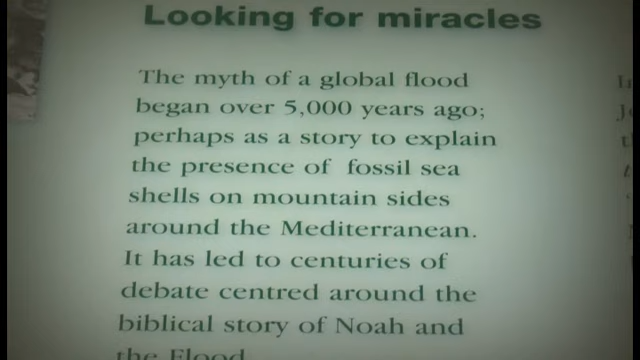 Looking for miracles
The myth of a global flood
began over 5,000 years ago;
perhaps as a story to explain
the presence of fossil sea
shells on mountain sides
around the Mediterranean.
It has led to centuries of
debate centred around the
biblical story of Noah and
the Flood